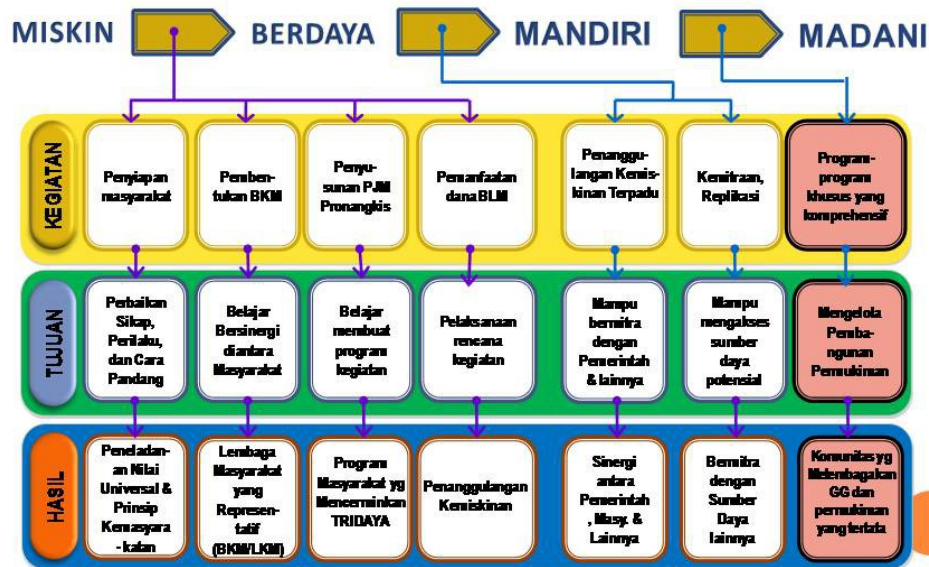 MISKIN
BERDAYA
MANDIRI
MADANI
KEGIATAN
Penyiapan
masyarakat
Pemben-
tukan BKM
Penyu-
sunan PJM
Pronangkis
Pemanfaatan
dana BLM
Penanggu-
langan Kemis-
kinan Terpadu
Kemitraan,
Replikasi
Program-
program
khusus yang
komprehensif
TUJUAN
Perbaikan
Sikap,
Perilaku,
dan Cara
Pandang
Belajar
Bersinergi
diantara
Masyarakat
Belajar
membuat
program
kegiatan
Pelaksanaan
rencana
kegiatan
Mampu
bermitra
dengan
Pemerintah
& lainnya
Mampu
mengakses
sumber
daya
potensial
Mengelola
Pemba-
ngunan
Permukiman
HASIL
Peneladan-
an Nilai
Universal &
Prinsip
Kemasyara
- katan
Lembaga
Masyarakat
yang
Represen-
tatif
(BKM/LKM)
Program
Masyarakat yg
Mencerminkan
TRIDAYA
Penanggulangan
Kemiskinan
Sinergi
antara
Pemerintah
, Masy. &
Lainnya
Bermitra
dengan
Sumber
Daya
lainnya
Komunitas yg
Melembagakan
GG dan
permukiman
yang tertata